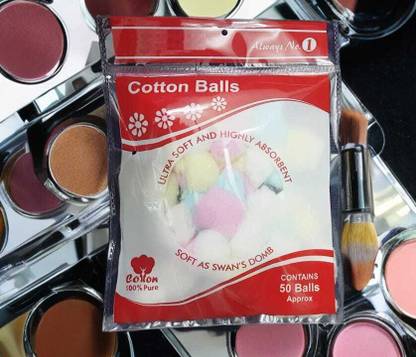 Always No. 1
Cotton Balls
ULTRA SOFT AND HIGHLY ABSORBENT
SOFT AS SWAN'S DOMB
Cotton
100% Pure
CONTAINS
50 Balls
Approx